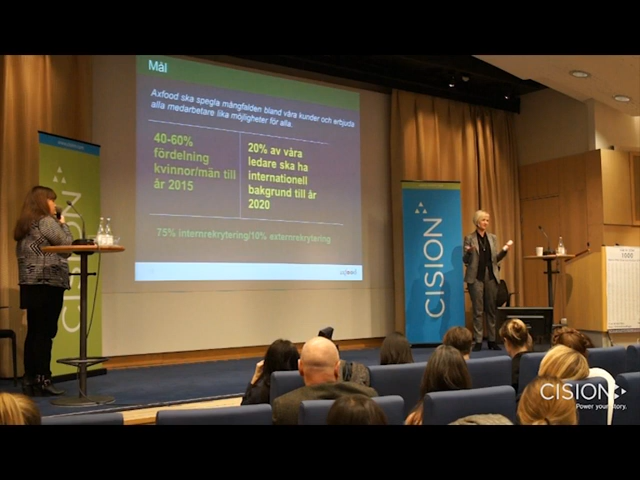 Mål
Axfood ska spegla mångfalden bland våra kunder och erbjuda
alla medarbetare lika möjligheter för alla.
40-60%
fördelning
kvinnor/män till
år 2015
20% av våra
ledare ska ha
internationell
bakgrund till år
2020
75% internrekrytering/10% externrekrytering
axfood
CISION
CISION
1000
CISION
Power your story.